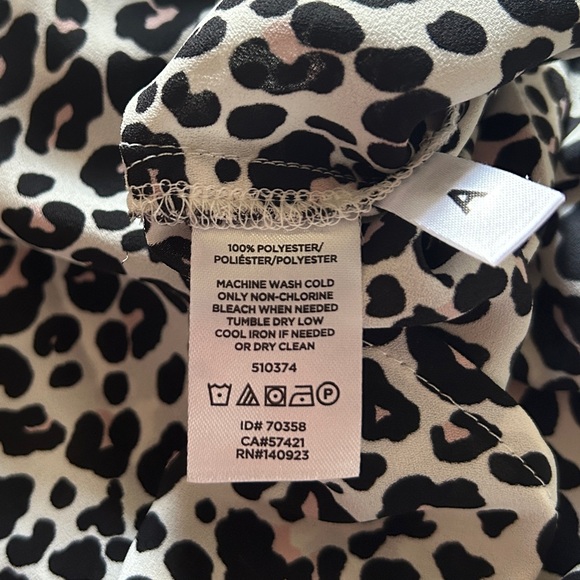 A
100% POLYESTER/
POLIÉSTER/POLYESTER
MACHINE WASH COLD
ONLY NON-CHLORINE
BLEACH WHEN NEEDED
TUMBLE DRY LOW
COOL IRON IF NEEDED
OR DRY CLEAN
510374
P
ID# 70358
CA#57421
RN#140923